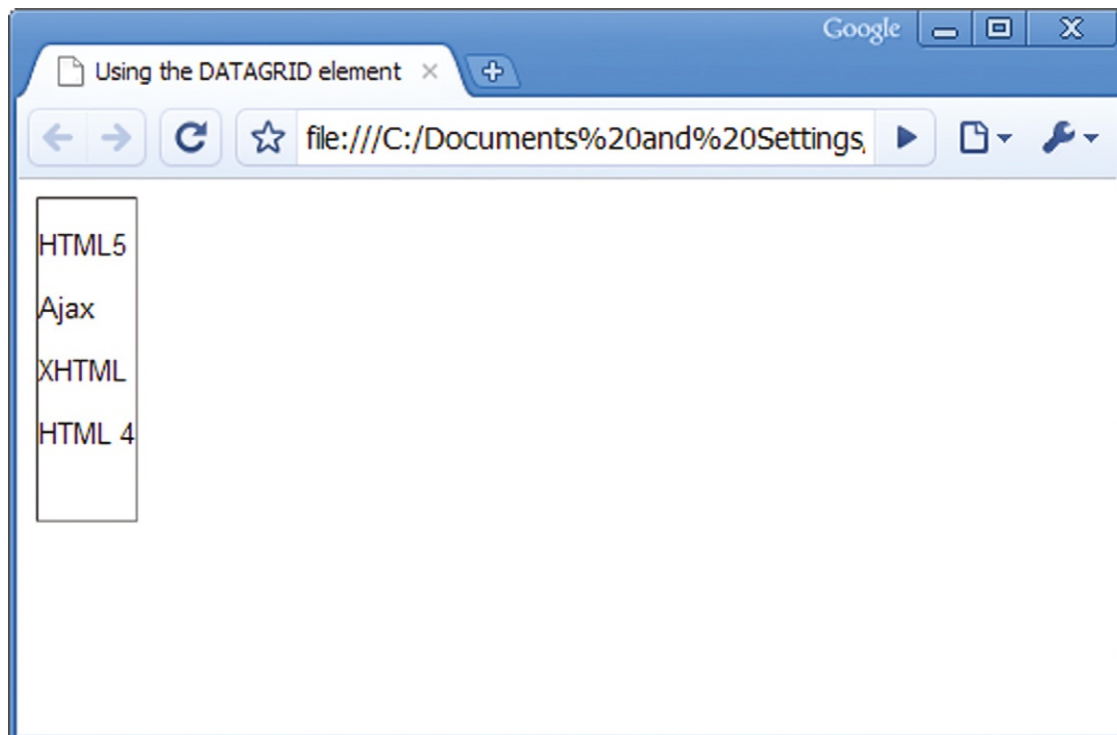 Google
Using the DATAGRID element
file:///C:/Documents%20and%20Settings,
HTML5
Ajax
XHTML
HTML 4